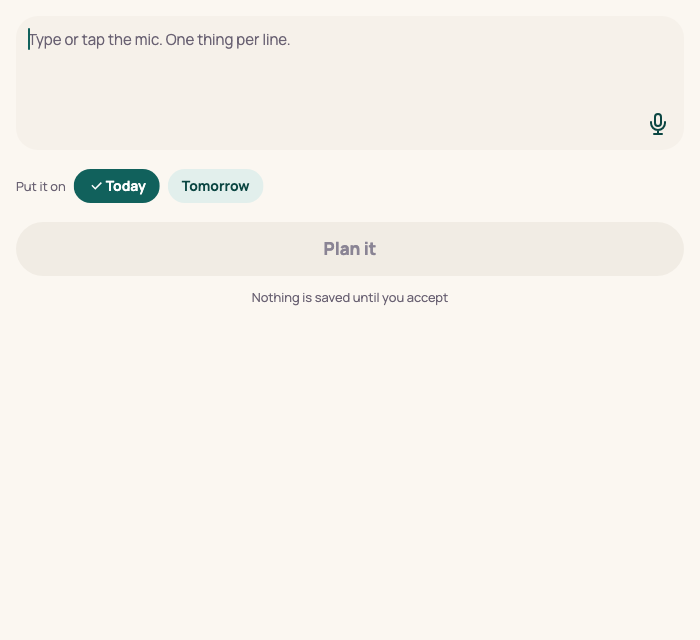 Type or tap the mic. One thing per line.
Put it on Today Tomorrow
Plan it
Nothing is saved until you accept